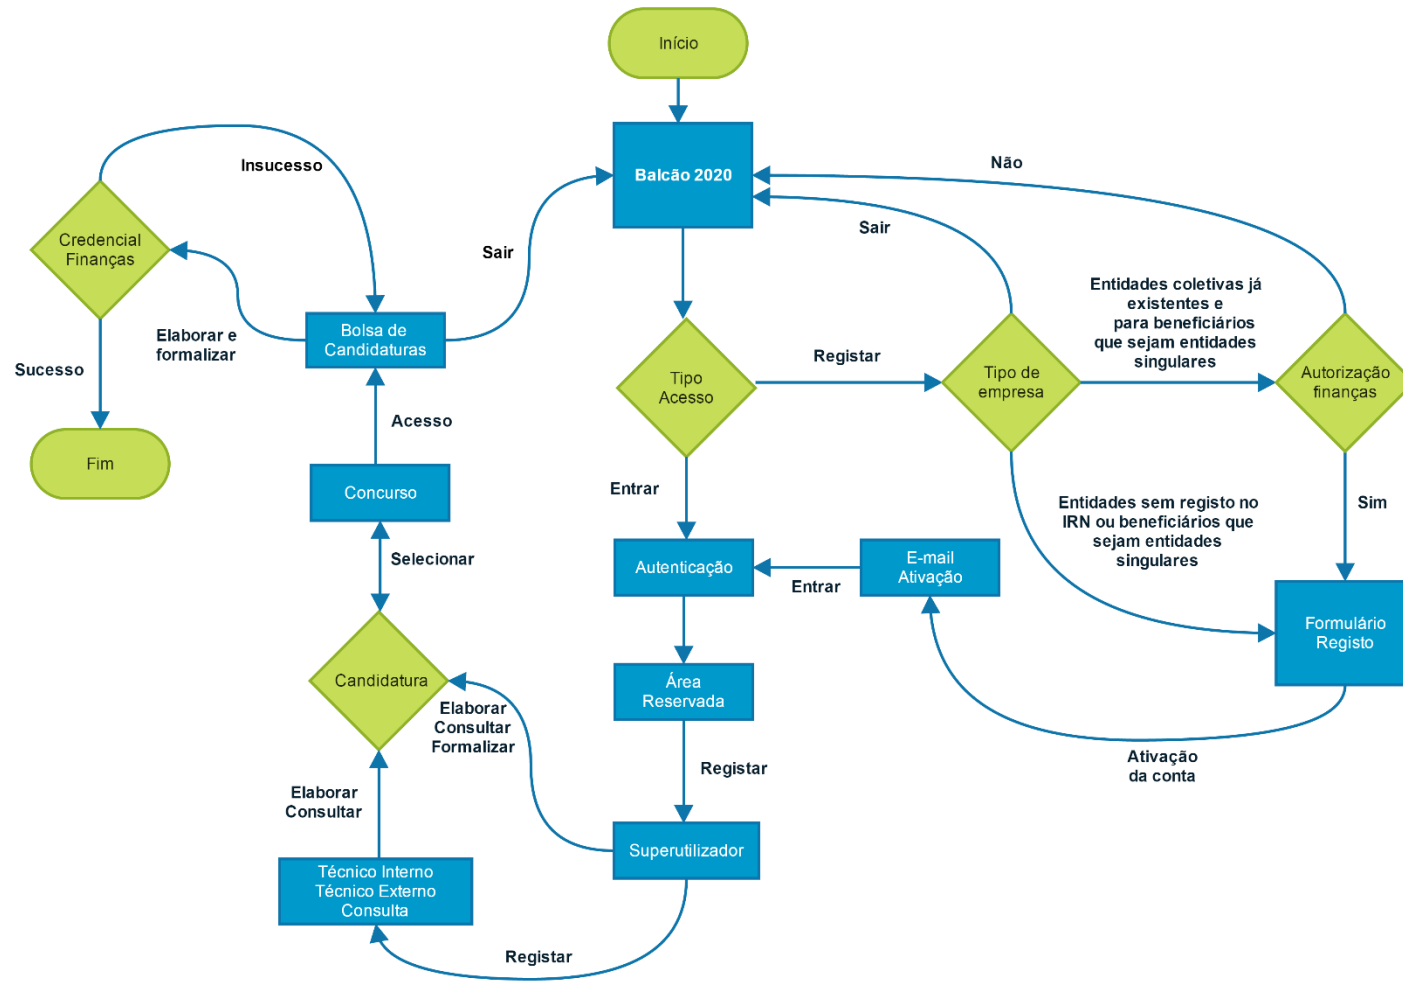 Início
Balcão 2020
Não
Insucesso
Sair
Sair
Credencial
Finanças
Elaborar e
formalizar
Bolsa de
Candidaturas
Sucesso
Fim
Acesso
Concurso
Selecionar
Candidatura
Tipo
Acesso
Registar
Tipo de
empresa
Entidades coletivas já
existentes e
para beneficiários
que sejam entidades
singulares
Autorização
finanças
Entrar
Autenticação
Entrar
E-mail
Ativação
Entidades sem registo no
IRN ou beneficiários que
sejam entidades
singulares
Sim
Formulário
Registo
Área
Reservada
Elaborar
Consultar
Formalizar
Registar
Ativação
da conta
Elaborar
Consultar
Superutilizador
Técnico Interno
Técnico Externo
Consulta
Registar